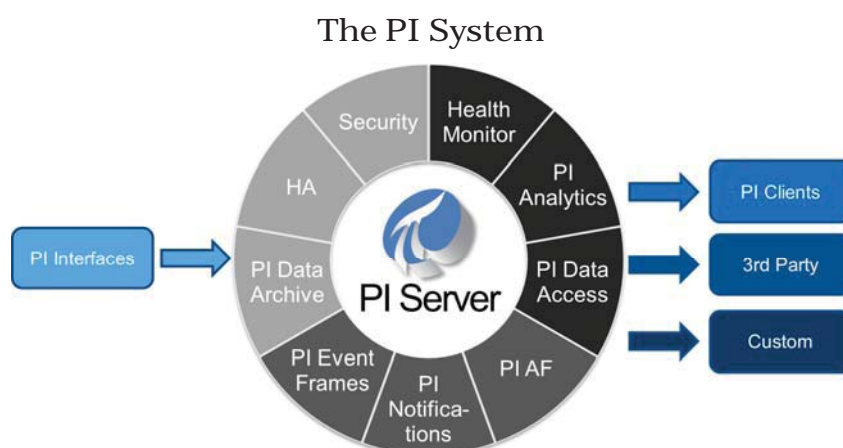 The PI System
Security
Health
Monitor
HA
PI
Analytics
PI Interfaces
PI Data
Archive
PI Server
PI Data
Access
PI Event
Frames
PI
Notifica-
tions
PI AF
PI Clients
3rd Party
Custom